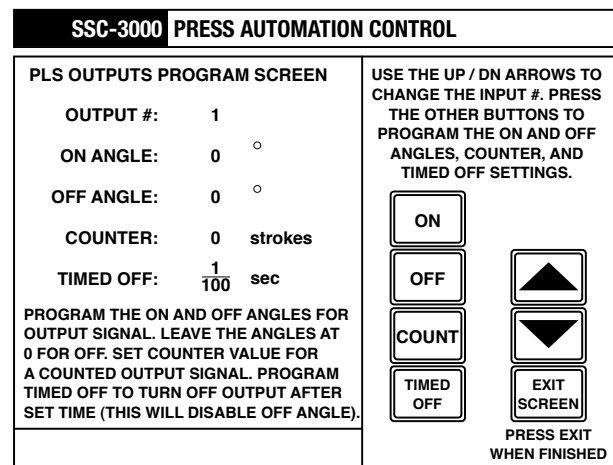 SSC-3000 PRESS AUTOMATION CONTROL
PLS OUTPUTS PROGRAM SCREEN
OUTPUT #: 1
ON ANGLE: 0 °
OFF ANGLE: 0 °
COUNTER: 0 strokes
TIMED OFF: 1/100 sec
PROGRAM THE ON AND OFF ANGLES FOR
OUTPUT SIGNAL. LEAVE THE ANGLES AT
0 FOR OFF. SET COUNTER VALUE FOR
A COUNTED OUTPUT SIGNAL. PROGRAM
TIMED OFF TO TURN OFF OUTPUT AFTER
SET TIME (THIS WILL DISABLE OFF ANGLE).
USE THE UP / DN ARROWS TO
CHANGE THE INPUT #. PRESS
THE OTHER BUTTONS TO
PROGRAM THE ON AND OFF
ANGLES, COUNTER, AND
TIMED OFF SETTINGS.
ON
OFF
COUNT
TIMED
OFF
EXIT
SCREEN
PRESS EXIT
WHEN FINISHED